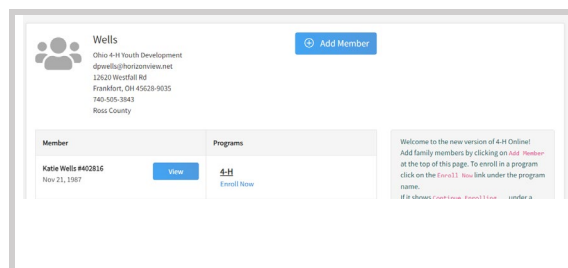 Wells
Ohio 4-H Youth Development
dpwells@horizonview.net
12620 Westfall Rd
Frankfort, OH 45628-9035
740-505-3843
Ross County
Add Member
Member
Programs
Katie Wells #402816
Nov 21, 1987
View
4-H
Enroll Now
Welcome to the new version of 4-H Online!
Add family members by clicking on Add Member
at the top of this page. To enroll in a program
click on the Enroll Now link under the program
name.
If it shows Continue Enrolling under a